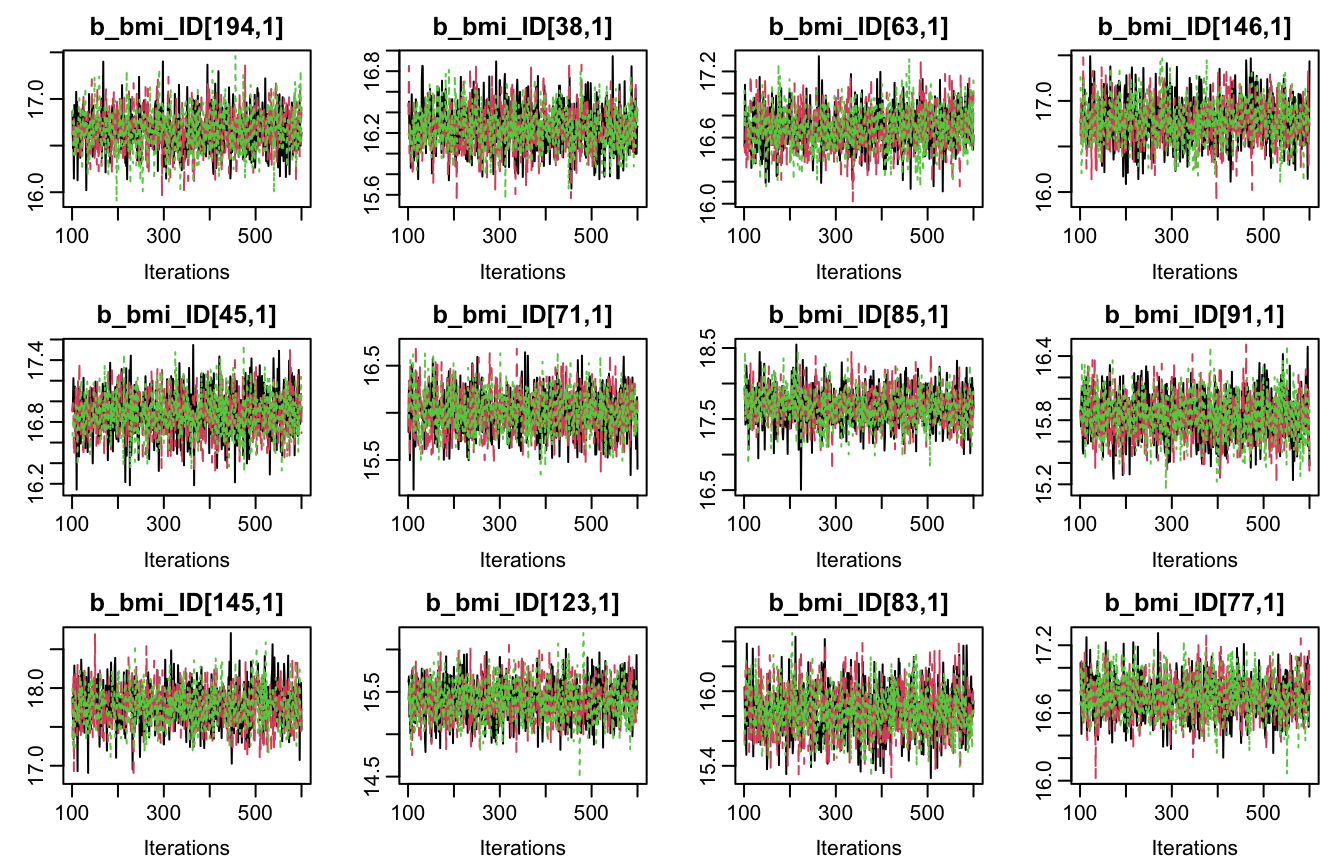 b_bmi_ID[194,1] b_bmi_ID[38,1] b_bmi_ID[63,1] b_bmi_ID[146,1]
16.0 17.0 15.6 16.2 16.8 16.0 16.6 17.2 16.0 17.0
100 300 500 100 300 500 100 300 500 100 300 500
Iterations Iterations Iterations Iterations
b_bmi_ID[45,1] b_bmi_ID[71,1] b_bmi_ID[85,1] b_bmi_ID[91,1]
16.2 16.8 17.4 15.5 16.5 16.5 17.5 18.5 15.2 15.8 16.4
100 300 500 100 300 500 100 300 500 100 300 500
Iterations Iterations Iterations Iterations
b_bmi_ID[145,1] b_bmi_ID[123,1] b_bmi_ID[83,1] b_bmi_ID[77,1]
17.0 18.0 14.5 15.5 15.4 16.0 16.0 16.6 17.2
100 300 500 100 300 500 100 300 500 100 300 500
Iterations Iterations Iterations Iterations